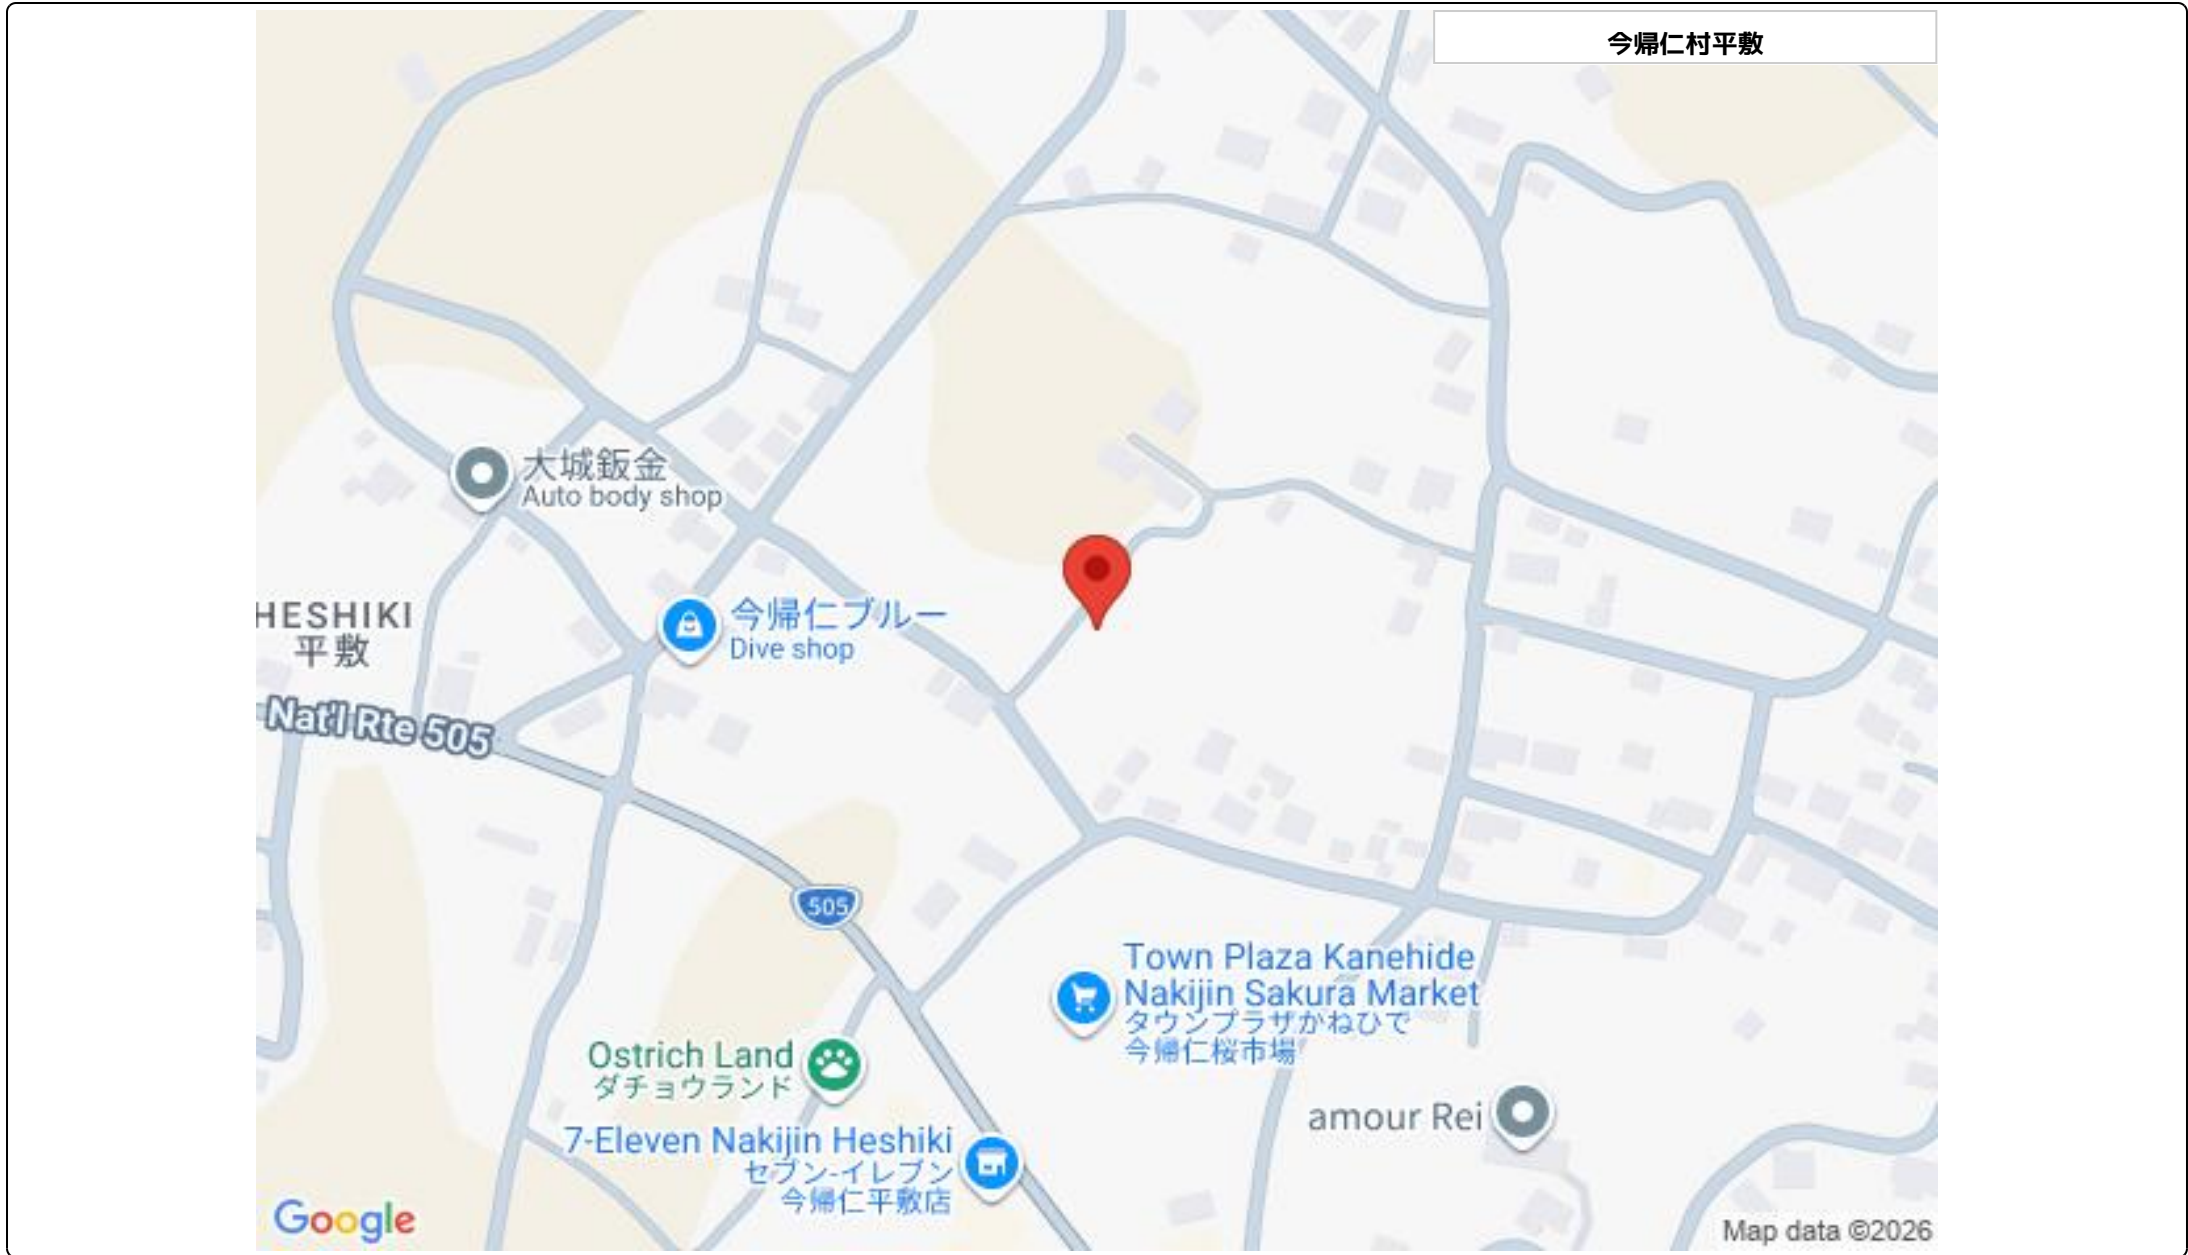 今帰仁村平敷
大城鈑金
Auto body shop
HESHIKI
平敷
今帰仁ブルー
Dive shop
Nat'l Rte 505
505
Town Plaza Kanehide
Nakijin Sakura Market
タウンプラザかねひで
今帰仁桜市場
Ostrich Land
ダチョウランド
amour Rei
7-Eleven Nakijin Heshiki
セブン-イレブン
今帰仁平敷店
Google
Map data ©2026